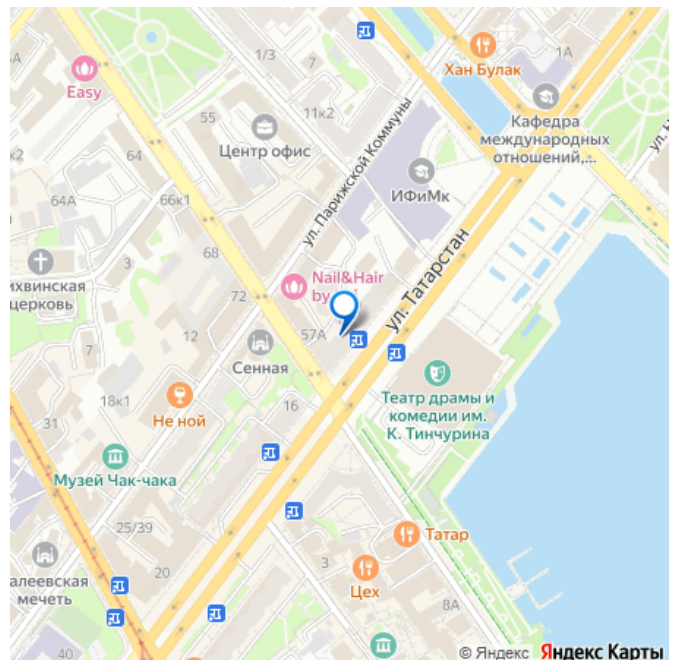 1/3
7
1А
Хан Булак
Easy
11к2
Кафедра
международных
отношений,...
55
Центр офис
к2
64
ул. Парижской Коммуны
ИФиМк
64А
66к1
ул. Татарстан
3
68
ихвинская
церковь
Nail&Hair
by
72
57А
12
7
Сенная
Театр драмы и
комедии им.
К. Тинчурина
18к1
16
31
Не ной
Музей Чак-чака
25/39
Татар
3
алеевская
мечеть
20
Цех
8А
40
© Яндекс Яндекс Карты